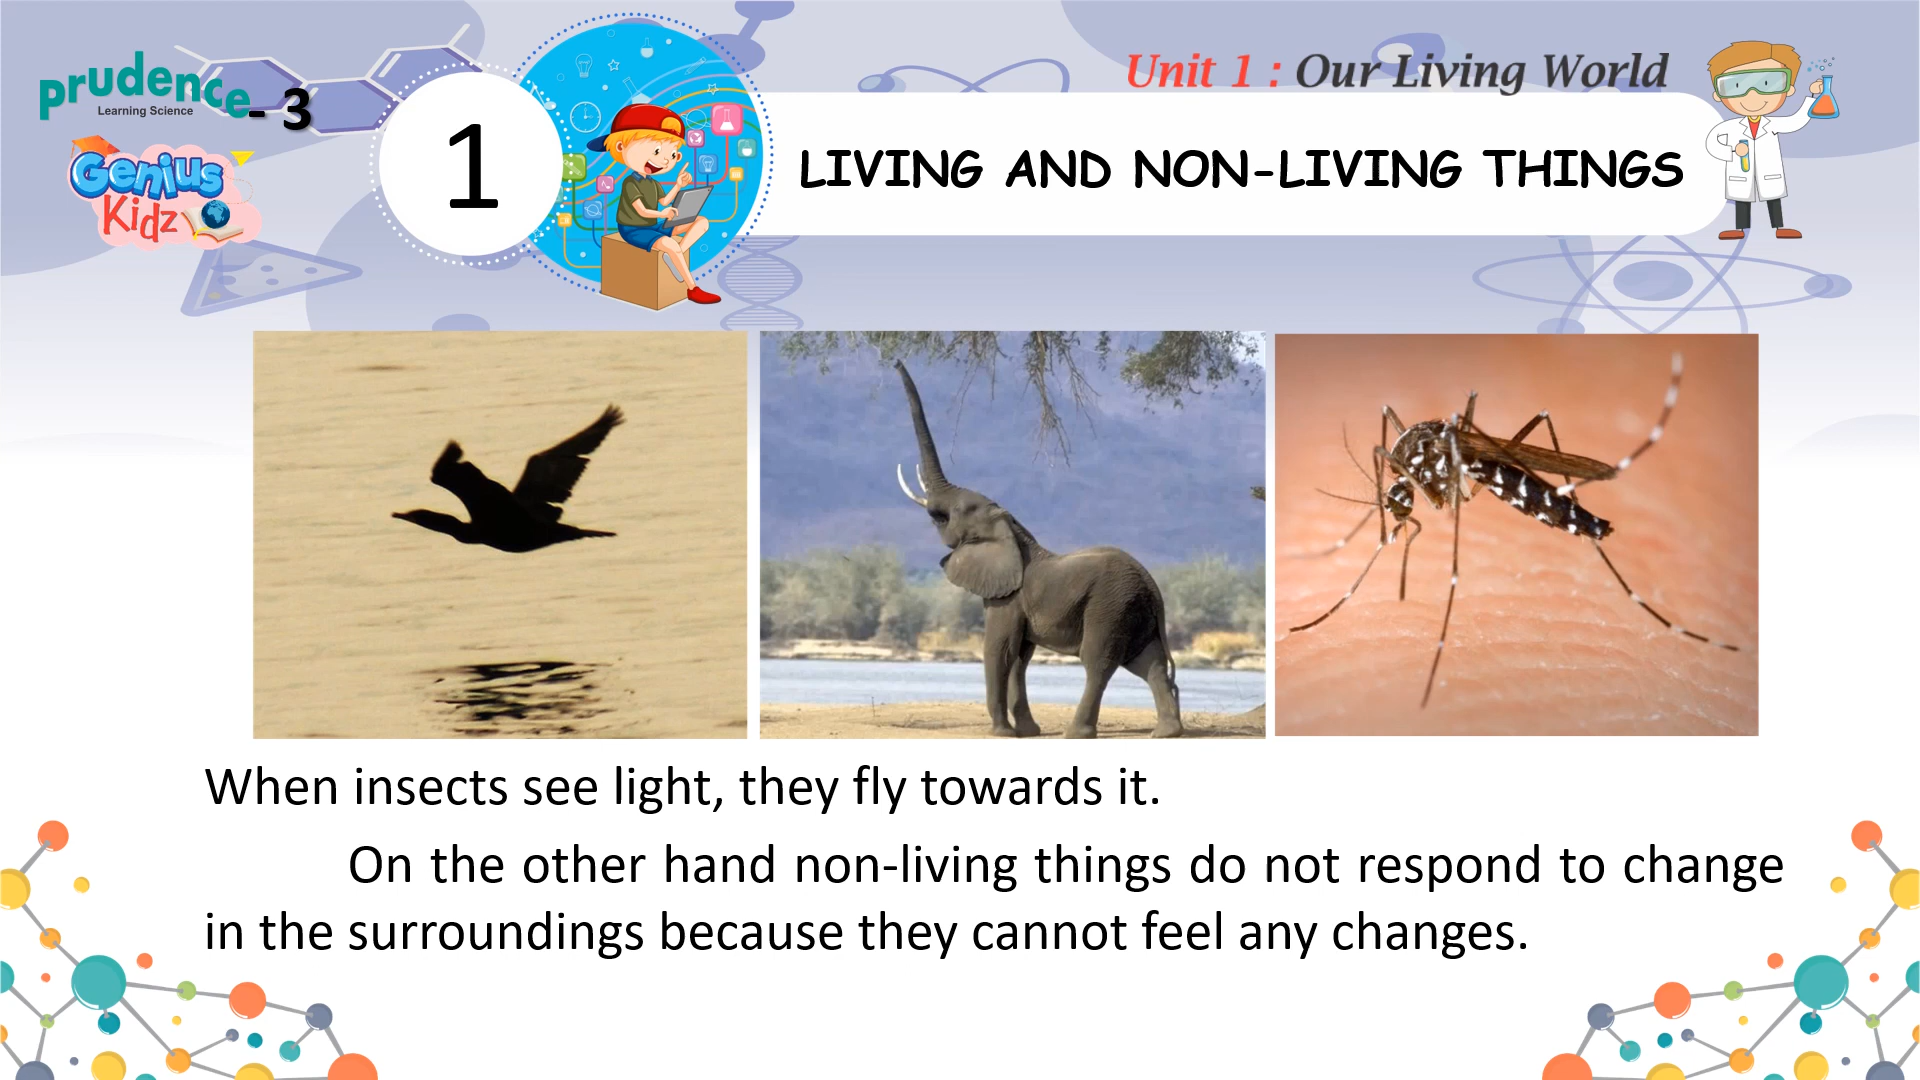 prudence - 3
Learning Science
Genius
Kidz
1
Unit 1 : Our Living World
LIVING AND NON-LIVING THINGS
When insects see light, they fly towards it.
On the other hand non-living things do not respond to change
in the surroundings because they cannot feel any changes.